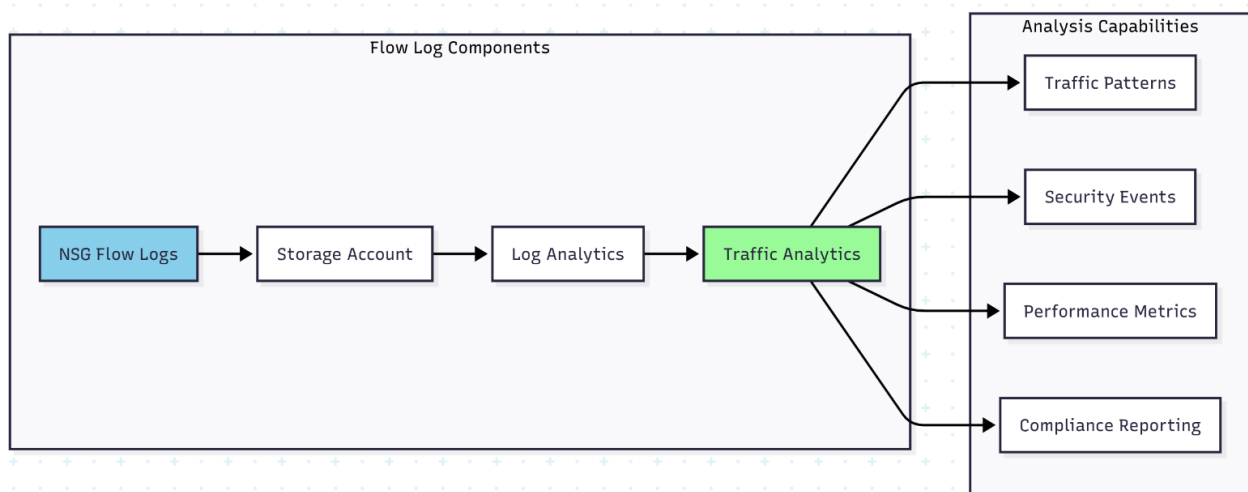 Flow Log Components
NSG Flow Logs
Storage Account
Log Analytics
Traffic Analytics
Analysis Capabilities
Traffic Patterns
Security Events
Performance Metrics
Compliance Reporting